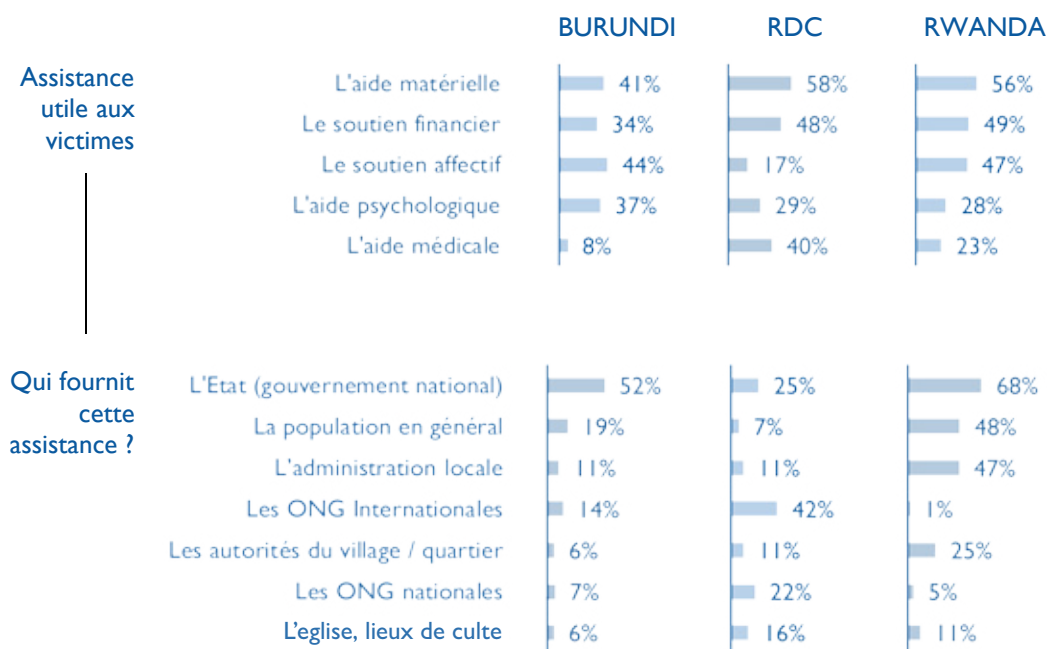 BURUNDI RDC RWANDA
Assistance
utile aux
victimes
L'aide matérielle 41% 58% 56%
Le soutien financier 34% 48% 49%
Le soutien affectif 44% 17% 47%
L'aide psychologique 37% 29% 28%
L'aide médicale 8% 40% 23%
Qui fournit
cette
assistance ?
L'Etat (gouvernement national) 52% 25% 68%
La population en général 19% 7% 48%
L'administration locale 11% 11% 47%
Les ONG Internationales 14% 42% 1%
Les autorités du village / quartier 6% 11% 25%
Les ONG nationales 7% 22% 5%
L'eglise, lieux de culte 6% 16% 11%